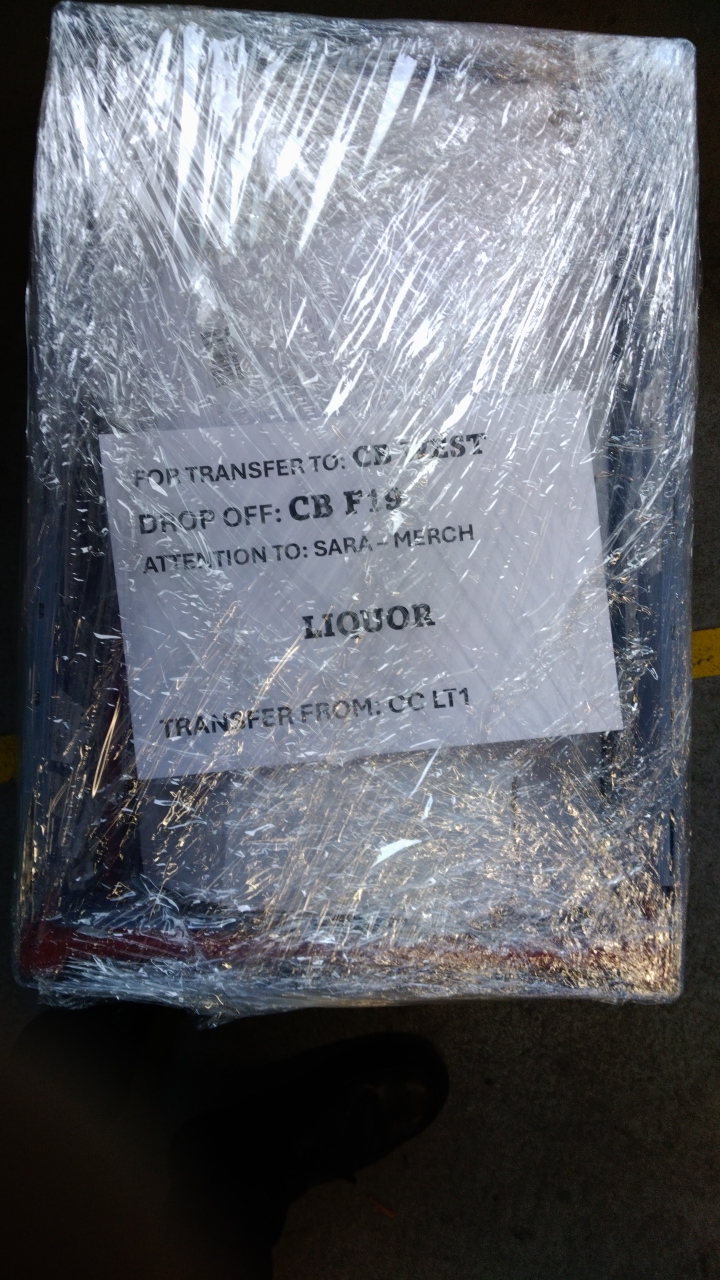 FOR TRANSFER TO: CB WEST
DROP OFF: CB F19
ATTENTION TO: SARA – MERCH
LIQUOR
TRANSFER FROM: CC LT1